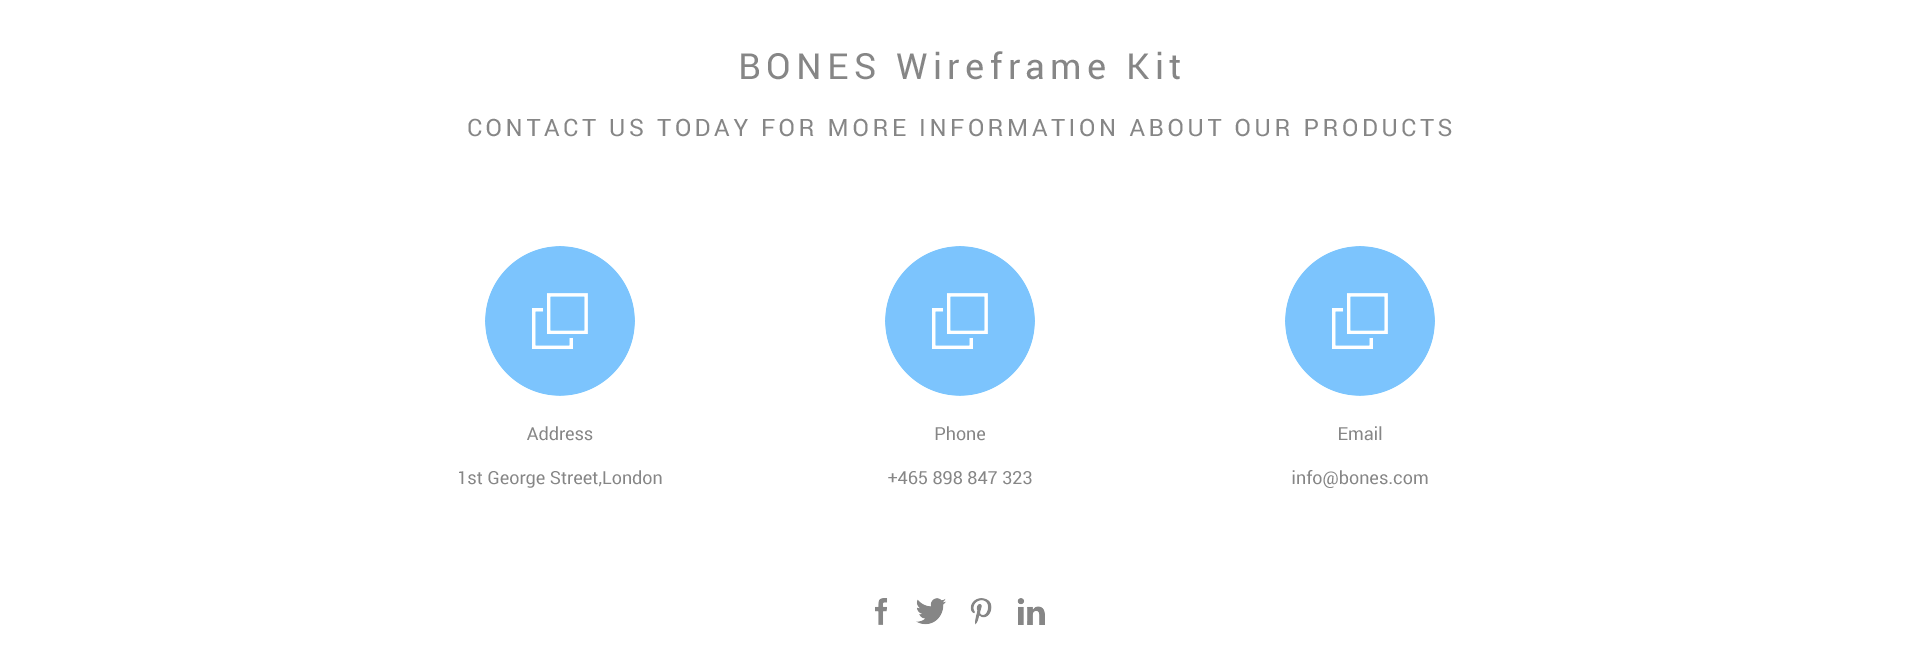 BONES Wireframe Kit
CONTACT US TODAY FOR MORE INFORMATION ABOUT OUR PRODUCTS
Address
Phone
Email
1st George Street,London
+465 898 847 323
info@bones.com